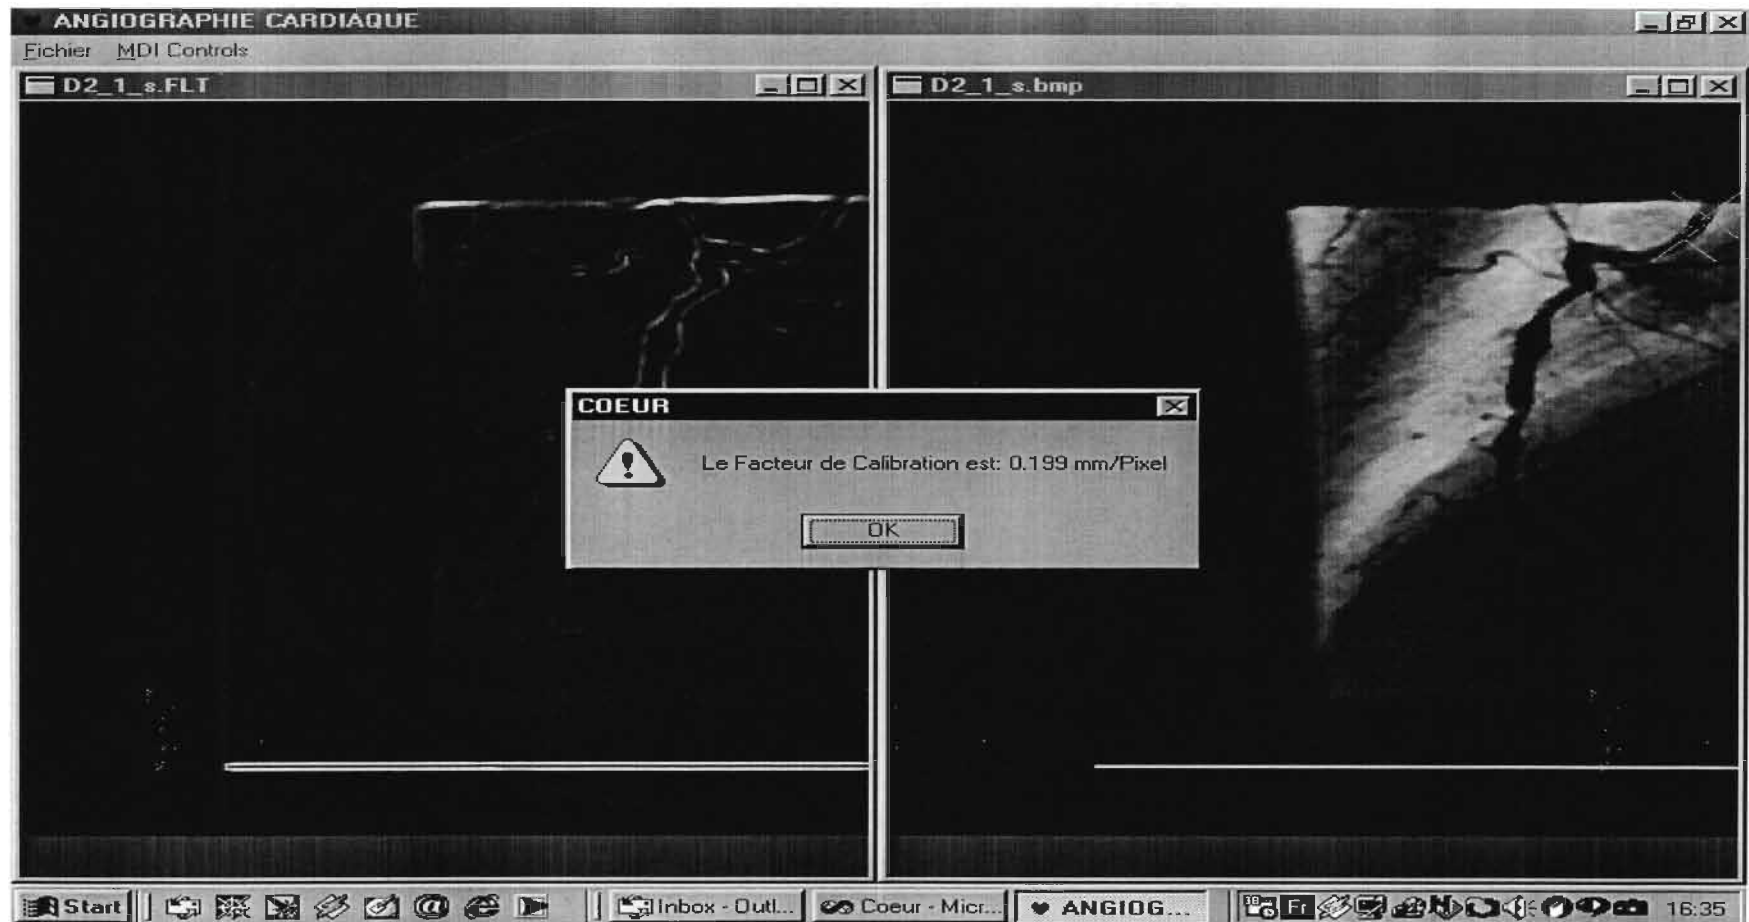 ANGIOGRAPHIE CARDIAQUE
Fichier MDI Controls
D2_1_s.FLT
D2_1_s.bmp
COEUR
Le Facteur de Calibration est: 0.199 mm/Pixel
OK
Start
Inbox - Outl...
Coeur - Micr...
ANGIOG...
Fr
16:35